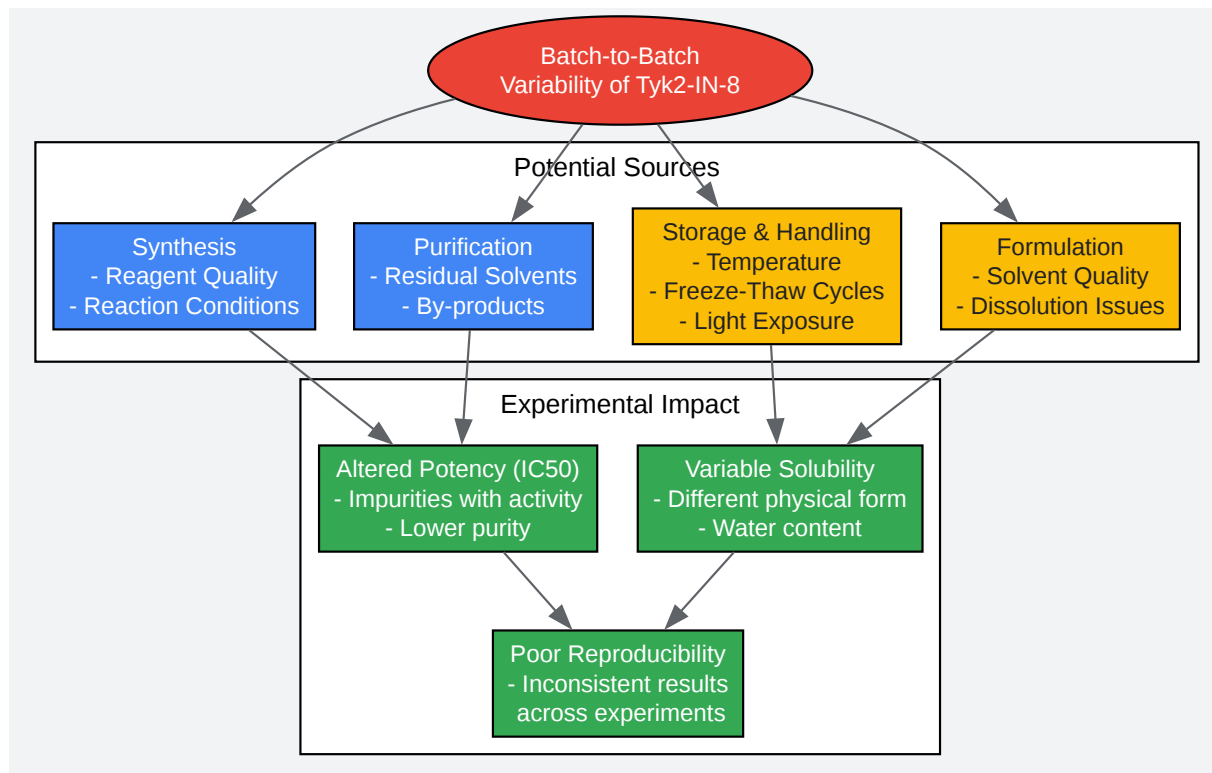 Batch-to-Batch
Variability of Tyk2-IN-8
Potential Sources
Synthesis
- Reagent Quality
- Reaction Conditions
Purification
- Residual Solvents
- By-products
Storage & Handling
- Temperature
- Freeze-Thaw Cycles
- Light Exposure
Formulation
- Solvent Quality
- Dissolution Issues
Experimental Impact
Altered Potency (IC50)
- Impurities with activity
- Lower purity
Variable Solubility
- Different physical form
- Water content
Poor Reproducibility
- Inconsistent results
across experiments